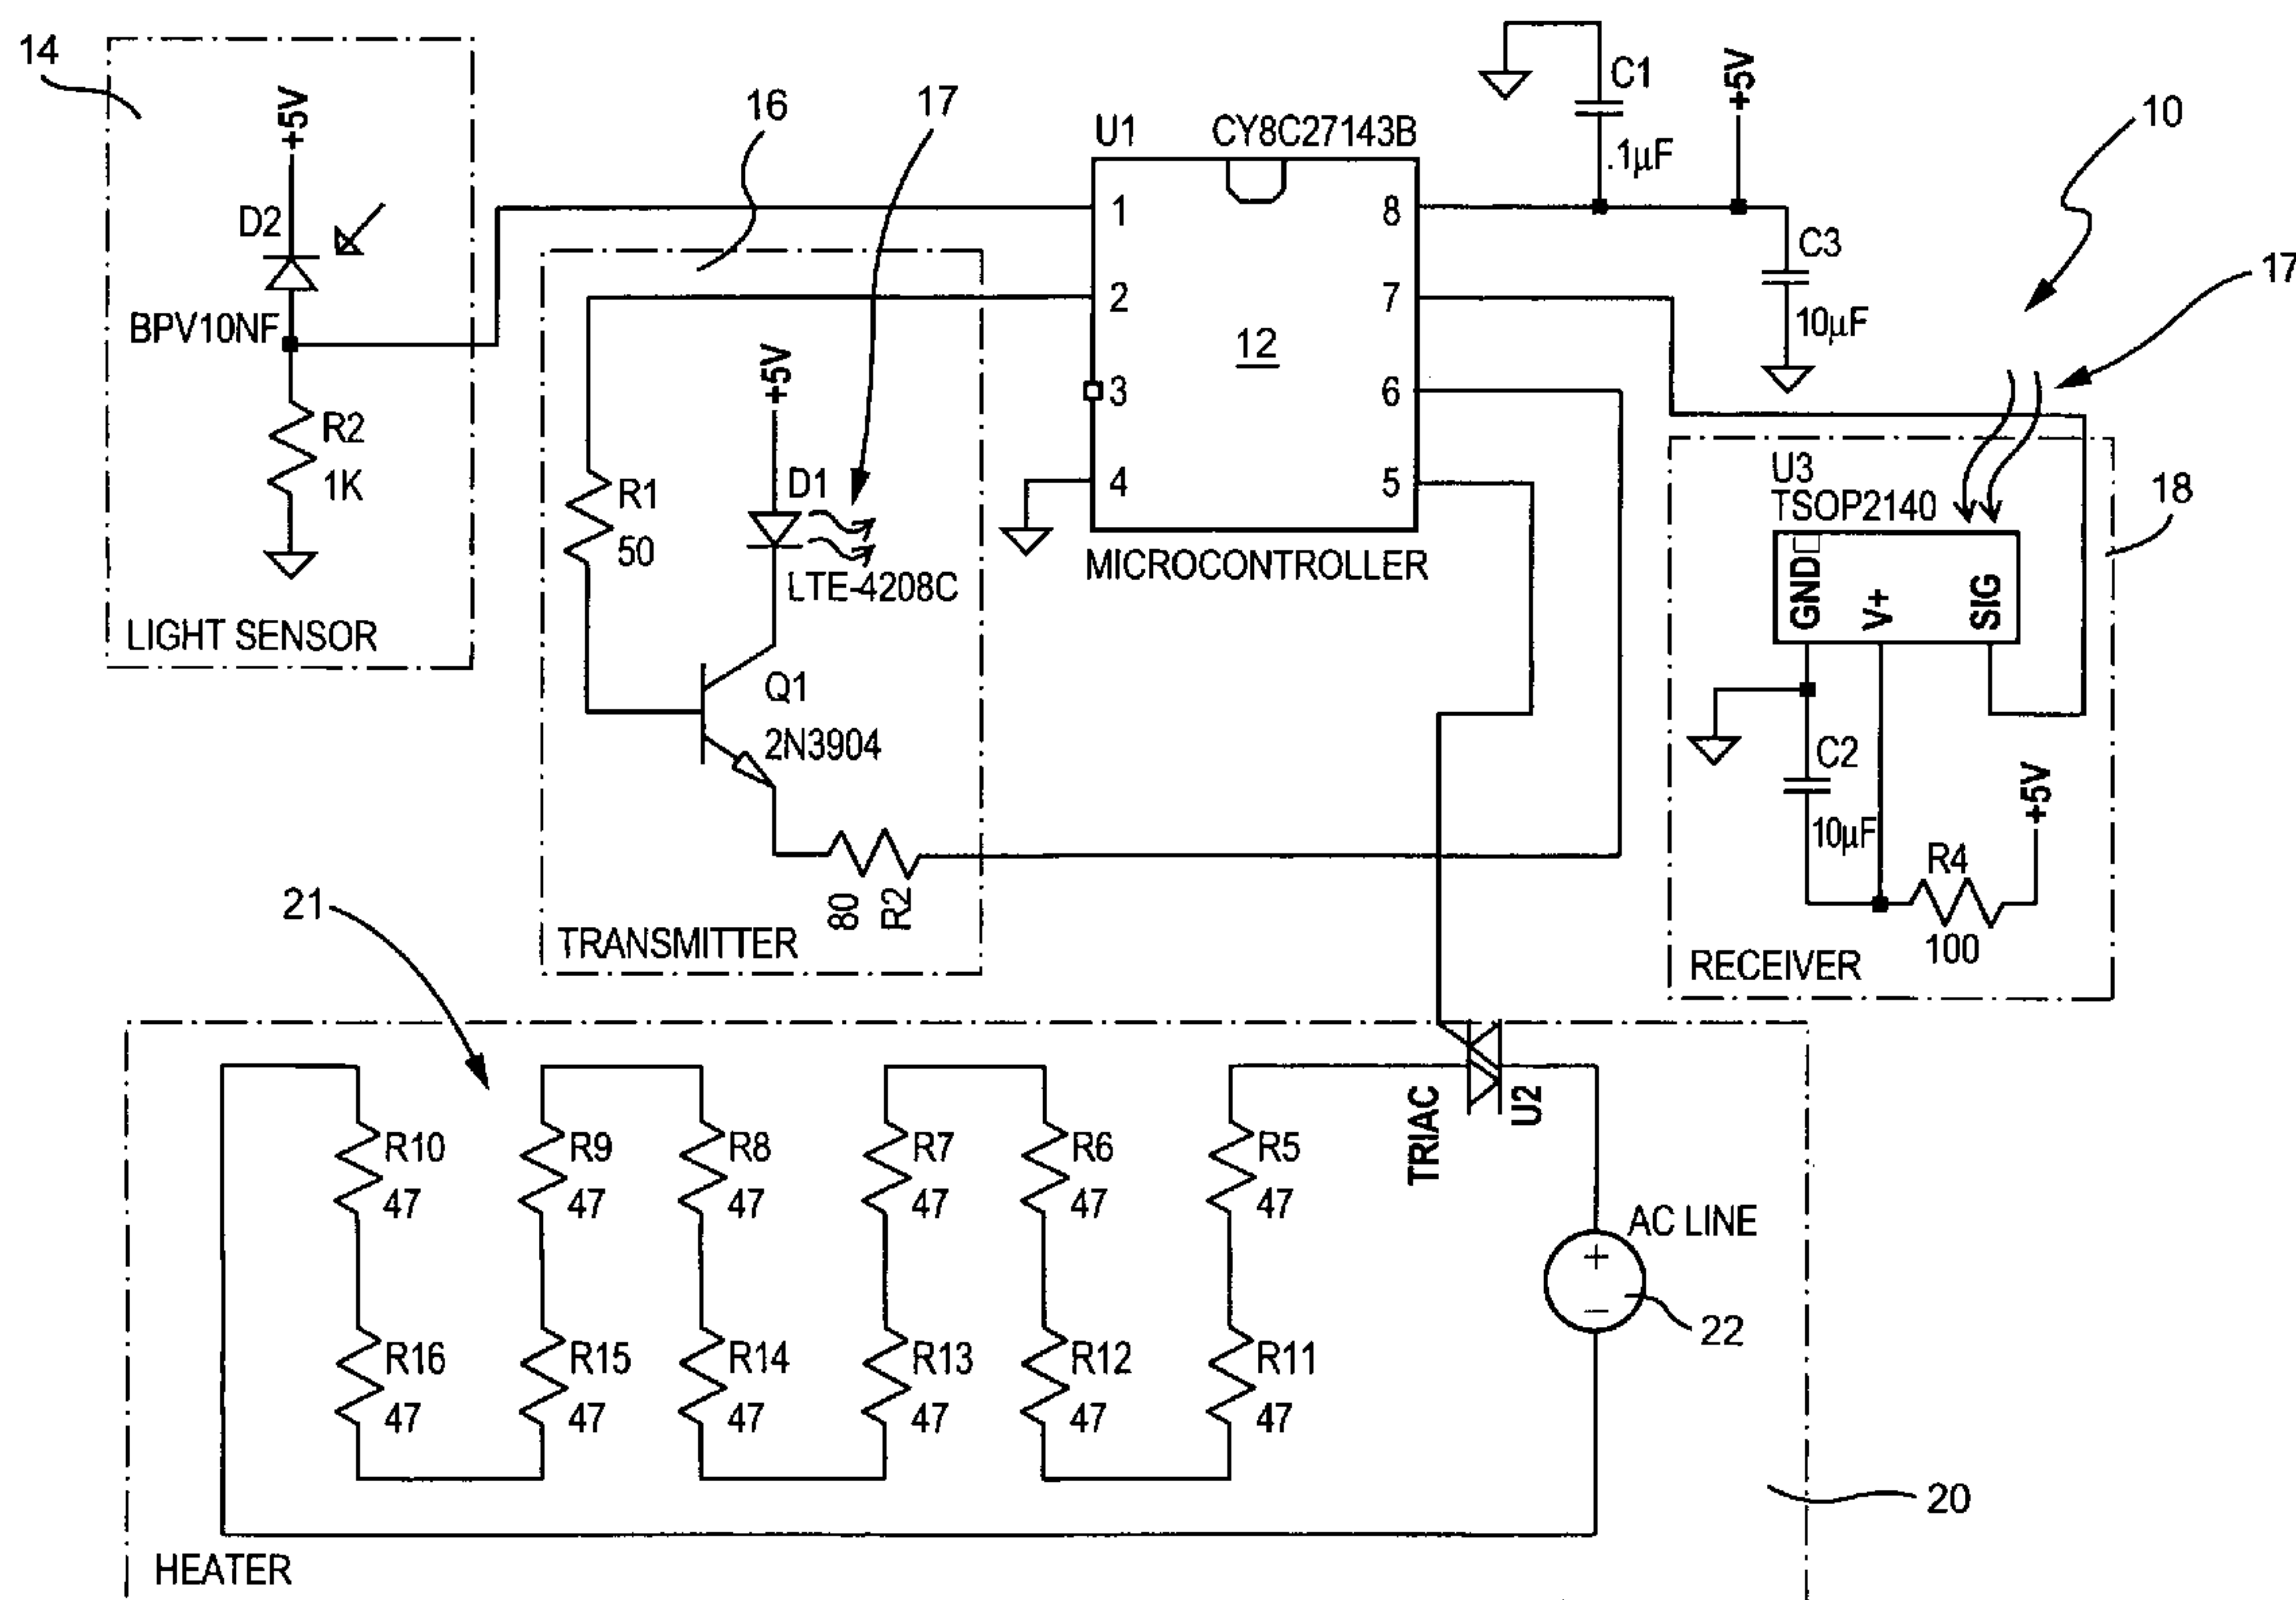 14
+5V
D2
BPV10NF
R2
1K
LIGHT SENSOR
16
17
+5V
R1
50
D1
LTE-4208C
Q1
2N3904
80
R2
TRANSMITTER
U1
CY8C27143B
1
2
3
4
8
7
6
5
12
MICROCONTROLLER
C1
.1µF
+5V
C3
10µF
10
17
U3
TSOP2140
18
GND
V+
SIG
C2
10µF
+5V
R4
100
RECEIVER
21
R10
47
R9
47
R8
47
R7
47
R6
47
R5
47
R16
47
R15
47
R14
47
R13
47
R12
47
R11
47
TRIAC
U2
AC LINE
+
–
22
20
HEATER